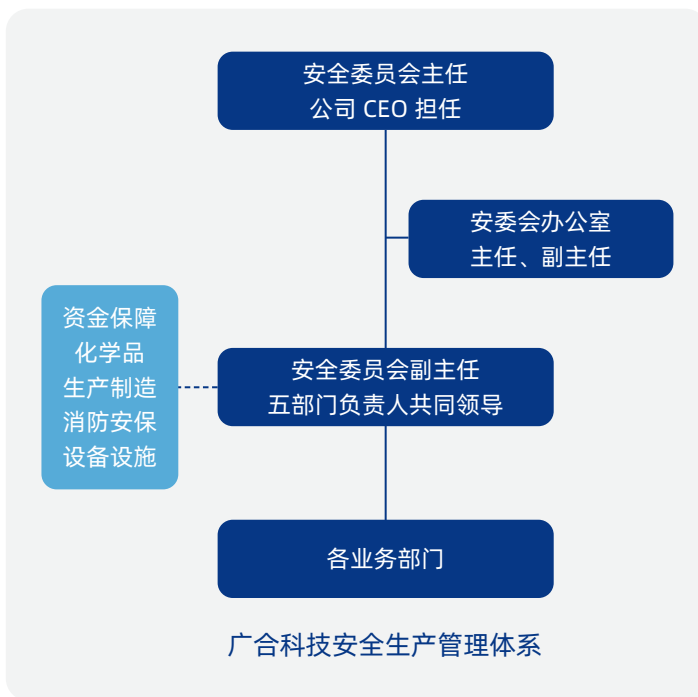 安全委员会主任
公司 CEO 担任
安委会办公室
主任、副主任
资金保障
化学品
生产制造
消防安保
设备设施
安全委员会副主任
五部门负责人共同领导
各业务部门
广合科技安全生产管理体系